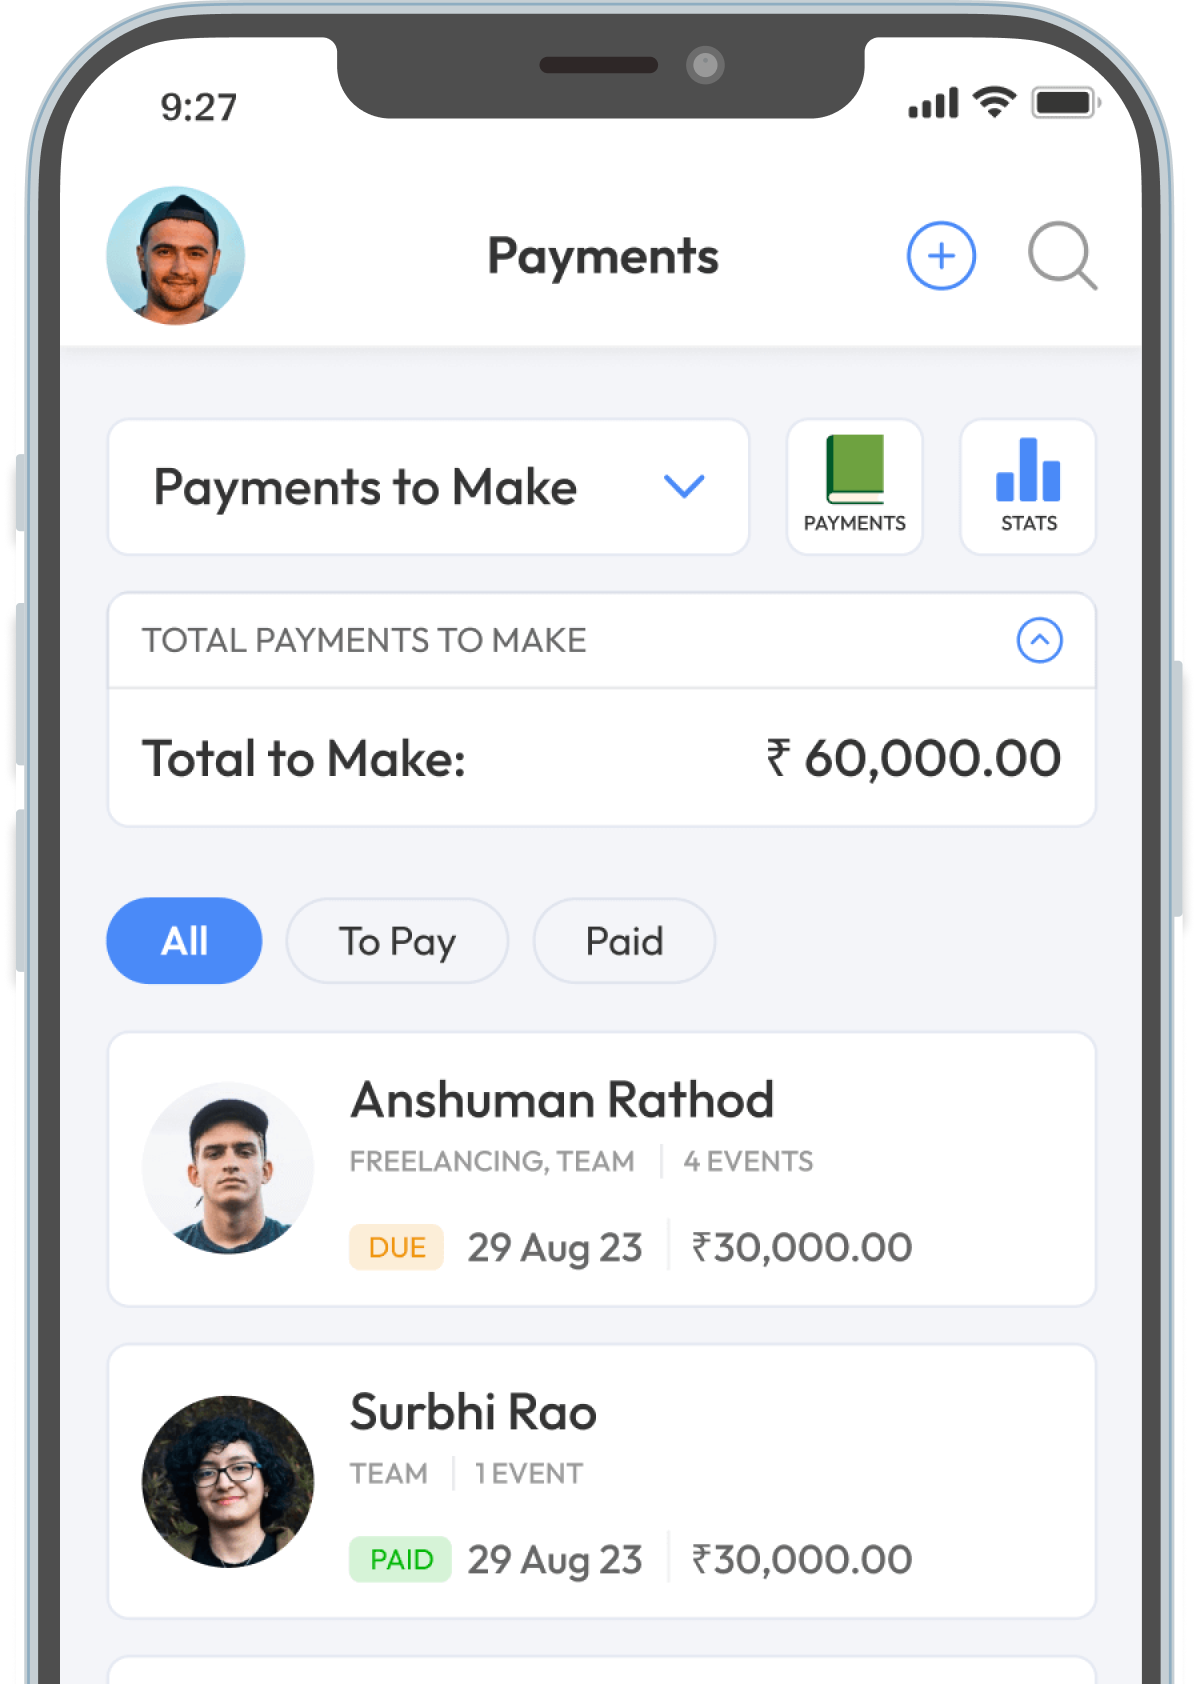 9:27
Payments
Payments to Make
PAYMENTS
STATS
TOTAL PAYMENTS TO MAKE
Total to Make: ₹ 60,000.00
All To Pay Paid
Anshuman Rathod
FREELANCING, TEAM 4 EVENTS
DUE 29 Aug 23 ₹30,000.00
Surbhi Rao
TEAM 1 EVENT
PAID 29 Aug 23 ₹30,000.00